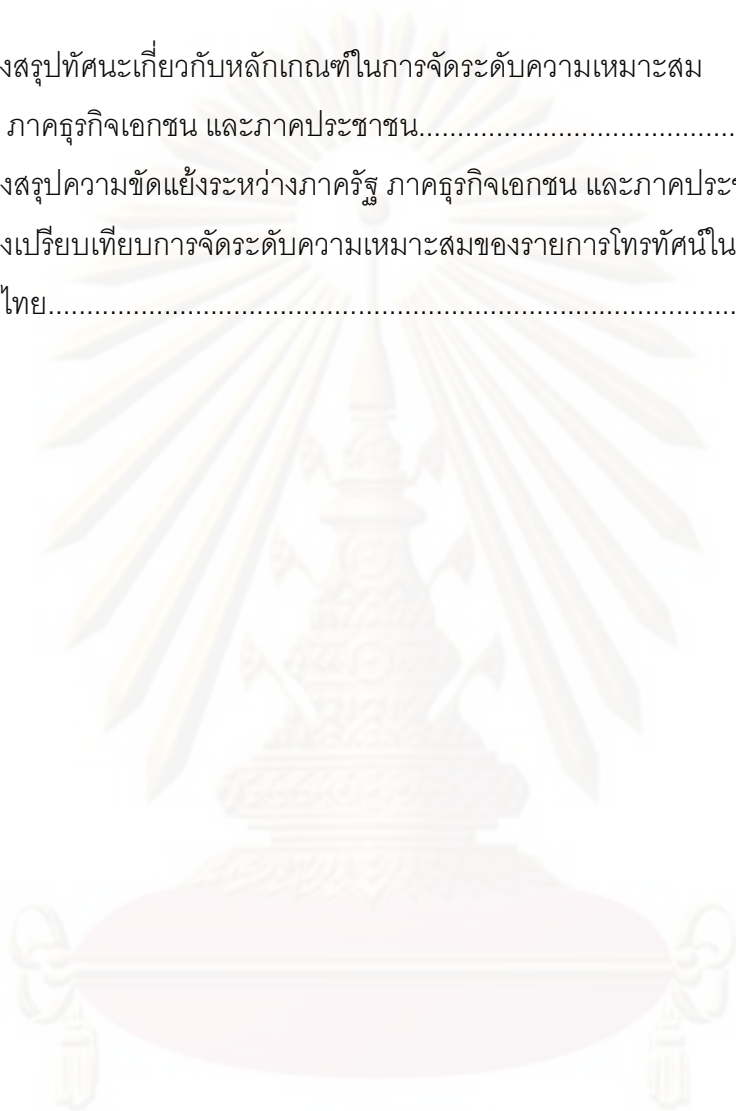 งสรุปทัศนะเกี่ยวกับหลักเกณฑ์ในการจัดระดับความเหมาะสม
ภาคธุรกิจเอกชน และภาคประชาชน........................................
งสรุปความขัดแย้งระหว่างภาครัฐ ภาคธุรกิจเอกชน และภาคประช
งเปรียบเทียบการจัดระดับความเหมาะสมของรายการโทรทัศน์ใน
ไทย........................................................................................